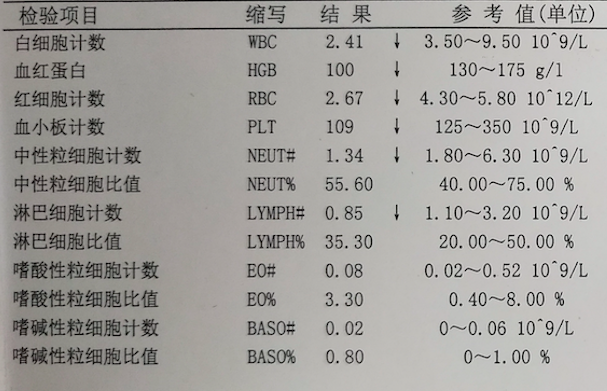 检验项目 缩写 结果 参考值(单位)
白细胞计数 WBC 2.41 ↓ 3.50~9.50 10^9/L
血红蛋白 HGB 100 ↓ 130~175 g/l
红细胞计数 RBC 2.67 ↓ 4.30~5.80 10^12/L
血小板计数 PLT 109 ↓ 125~350 10^9/L
中性粒细胞计数 NEUT# 1.34 ↓ 1.80~6.30 10^9/L
中性粒细胞比值 NEUT% 55.60 40.00~75.00 %
淋巴细胞计数 LYMPH# 0.85 ↓ 1.10~3.20 10^9/L
淋巴细胞比值 LYMPH% 35.30 20.00~50.00 %
嗜酸性粒细胞计数 EO# 0.08 0.02~0.52 10^9/L
嗜酸性粒细胞比值 EO% 3.30 0.40~8.00 %
嗜碱性粒细胞计数 BASO# 0.02 0~0.06 10^9/L
嗜碱性粒细胞比值 BASO% 0.80 0~1.00 %